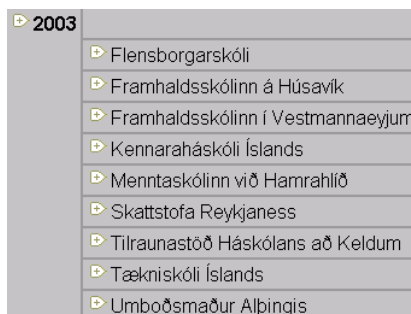 2003
Flensborgarskóli
Framhaldsskólinn á Húsavík
Framhaldsskólinn í Vestmannaeyjum
Kennaraháskóli Íslands
Menntaskólinn við Hamrahlíð
Skattstofa Reykjaness
Tilraunastöð Háskólans að Keldum
Tækniskóli Íslands
Umboðsmaður Alþingis